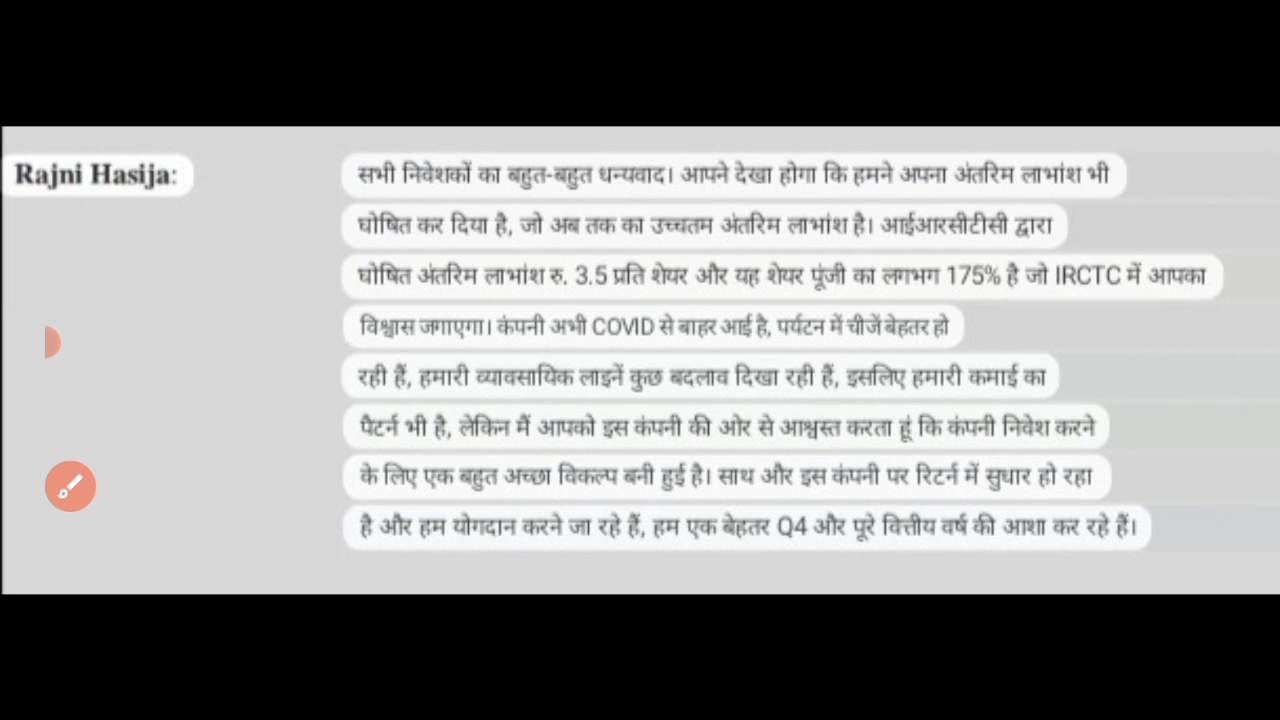 Rajni Hasija:
सभी निवेशकों का बहुत-बहुत धन्यवाद। आपने देखा होगा कि हमने अपना अंतरिम लाभांश भी
घोषित कर दिया है, जो अब तक का उच्चतम अंतरिम लाभांश है। आईआरसीटीसी द्वारा
घोषित अंतरिम लाभांश रु. 3.5 प्रति शेयर और यह शेयर पूंजी का लगभग 175% है जो IRCTC में आपका
विश्वास जगाएगा। कंपनी अभी COVID से बाहर आई है, पर्यटन में चीजें बेहतर हो
रही हैं, हमारी व्यावसायिक लाइनें कुछ बदलाव दिखा रही हैं, इसलिए हमारी कमाई का
पैटर्न भी है, लेकिन मैं आपको इस कंपनी की ओर से आश्वस्त करता हूं कि कंपनी निवेश करने
के लिए एक बहुत अच्छा विकल्प बनी हुई है। साथ और इस कंपनी पर रिटर्न में सुधार हो रहा
है और हम योगदान करने जा रहे हैं, हम एक बेहतर Q4 और पूरे वित्तीय वर्ष की आशा कर रहे हैं।